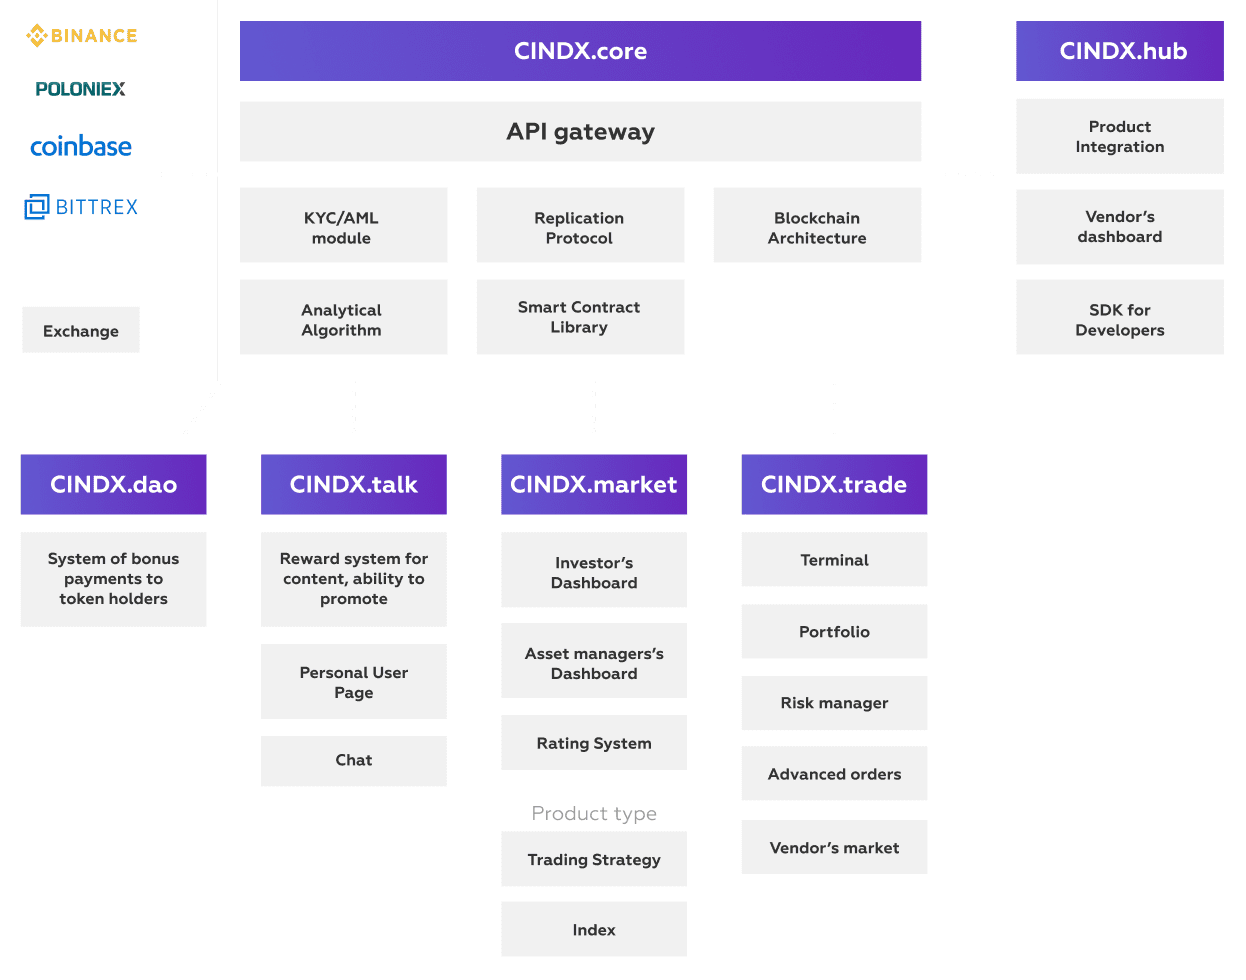 BINANCE
POLONIEX
coinbase
BITTREX
Exchange
CINDX.core
API gateway
KYC/AML
module
Replication
Protocol
Blockchain
Architecture
Analytical
Algorithm
Smart Contract
Library
CINDX.hub
Product
Integration
Vendor’s
dashboard
SDK for
Developers
CINDX.dao
System of bonus
payments to
token holders
CINDX.talk
Reward system for
content, ability to
promote
Personal User
Page
Chat
CINDX.market
Investor’s
Dashboard
Asset managers’s
Dashboard
Rating System
Product type
Trading Strategy
Index
CINDX.trade
Terminal
Portfolio
Risk manager
Advanced orders
Vendor’s market